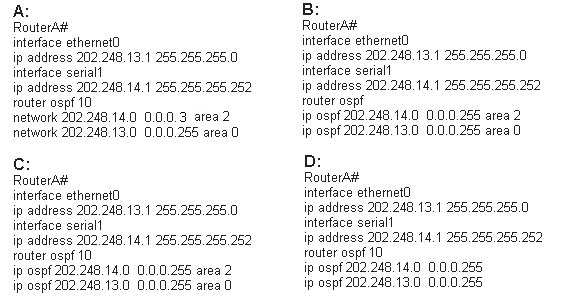 A:
RouterA#
interface ethernet0
ip address 202.248.13.1 255.255.255.0
interface serial1
ip address 202.248.14.1 255.255.255.252
router ospf 10
network 202.248.14.0 0.0.0.3 area 2
network 202.248.13.0 0.0.0.255 area 0
B:
RouterA#
interface ethernet0
ip address 202.248.13.1 255.255.255.0
interface serial1
ip address 202.248.14.1 255.255.255.252
router ospf
ip ospf 202.248.14.0 0.0.0.255 area 2
ip ospf 202.248.13.0 0.0.0.255 area 0
C:
RouterA#
interface ethernet0
ip address 202.248.13.1 255.255.255.0
interface serial1
ip address 202.248.14.1 255.255.255.252
router ospf 10
ip ospf 202.248.14.0 0.0.0.255 area 2
ip ospf 202.248.13.0 0.0.0.255 area 0
D:
RouterA#
interface ethernet0
ip address 202.248.13.1 255.255.255.0
interface serial1
ip address 202.248.14.1 255.255.255.252
router ospf 10
ip ospf 202.248.14.0 0.0.0.255
ip ospf 202.248.13.0 0.0.0.255